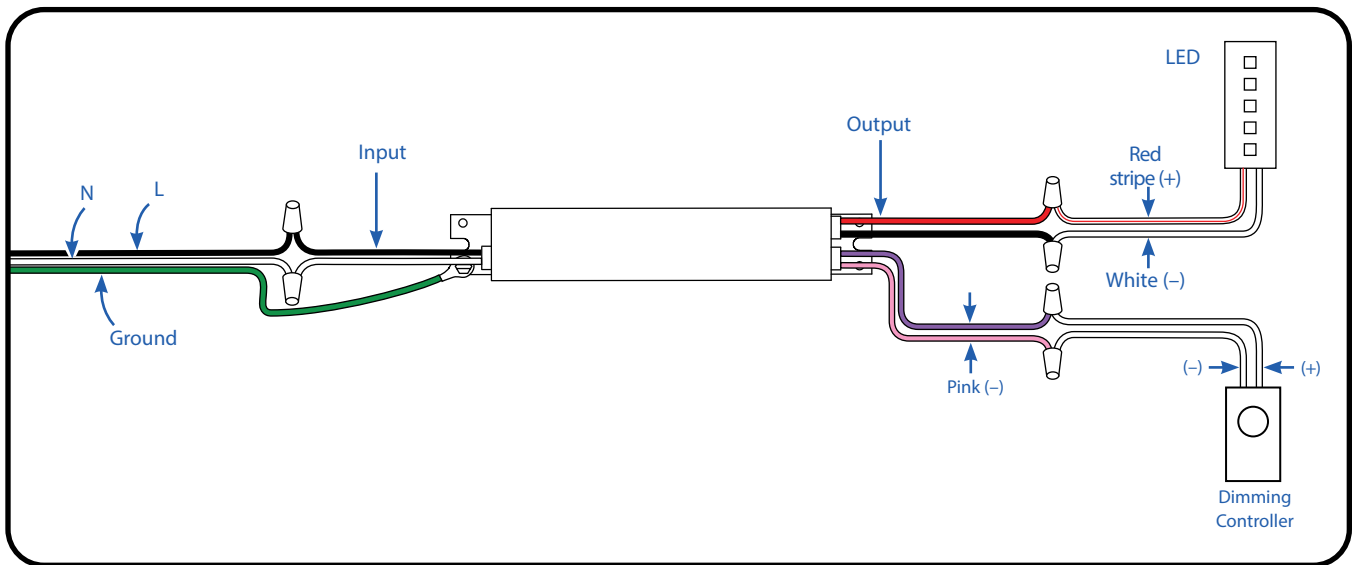 LED
Output
Input
Red
stripe (+)
N
L
White (–)
Ground
(–)
(+)
Pink (–)
Dimming
Controller